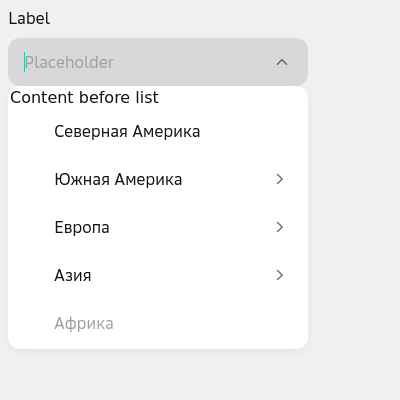 Label
Placeholder
Content before list
Северная Америка
Южная Америка
Европа
Азия
Африка